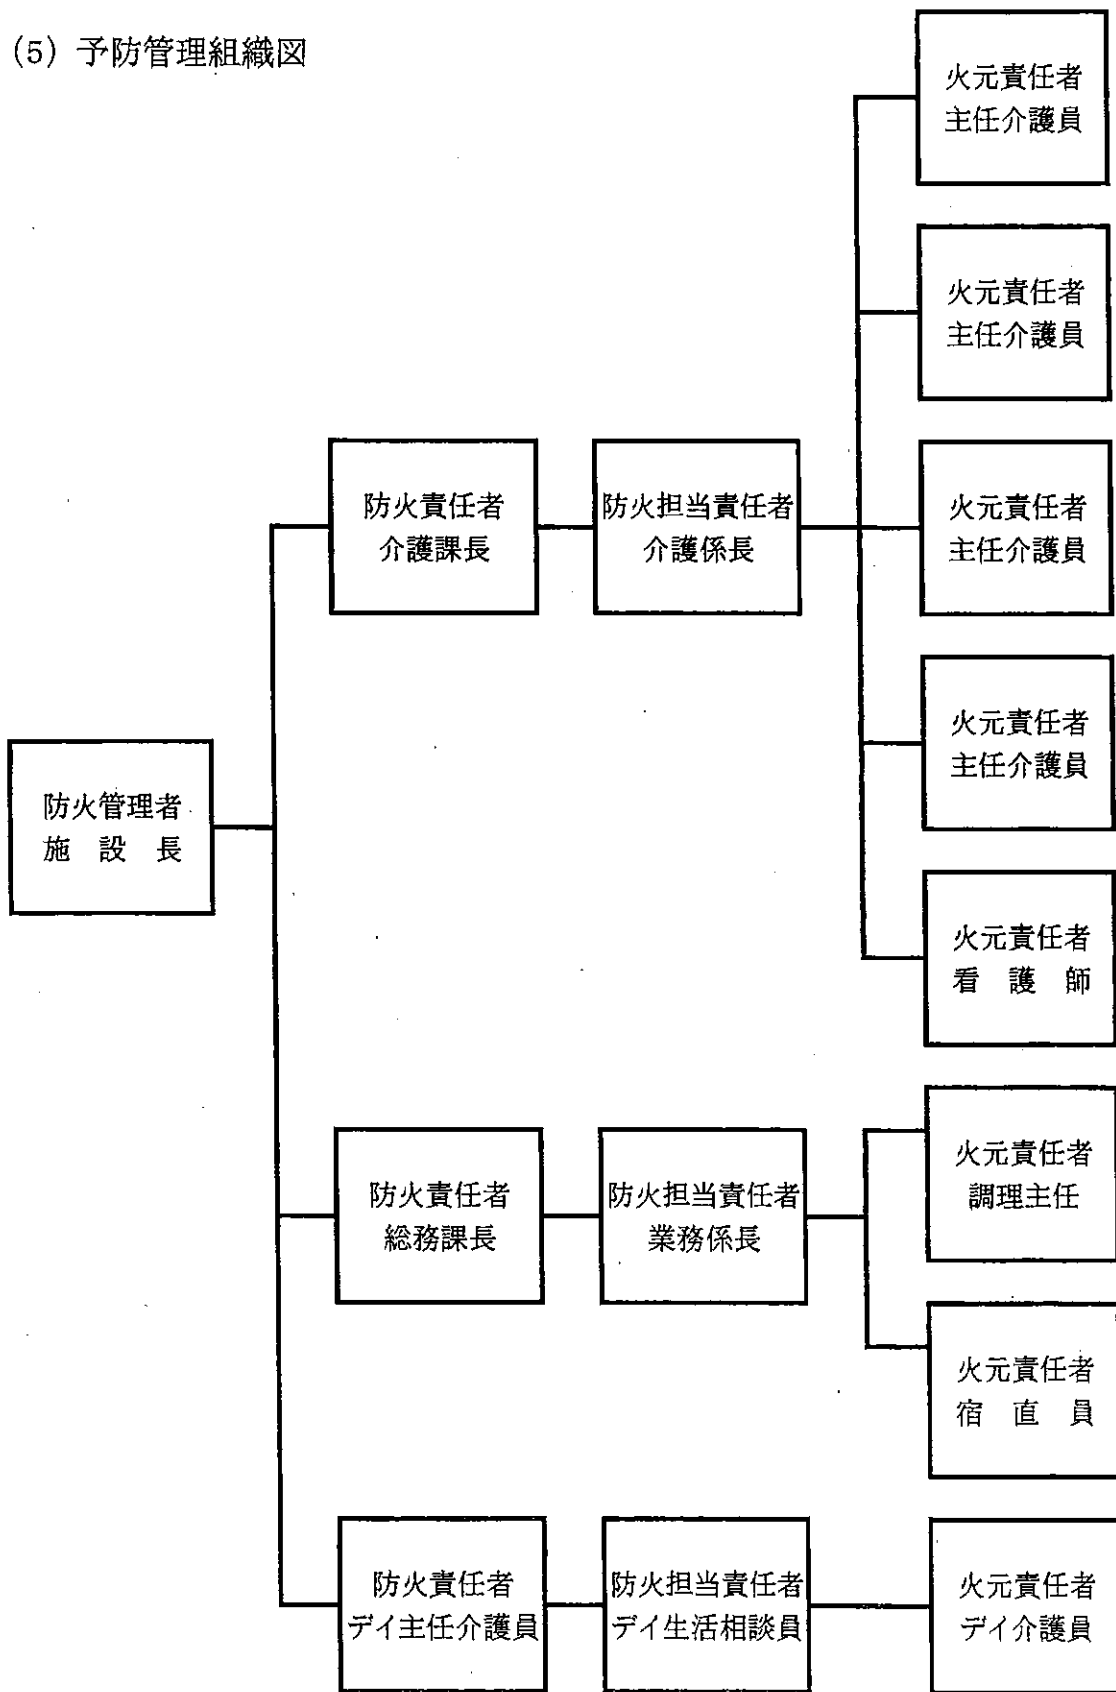 (5) 予防管理組織図
火元責任者
主任介護員
火元責任者
主任介護員
防火責任者
介護課長
防火担当責任者
介護係長
火元責任者
主任介護員
火元責任者
主任介護員
防火管理者
施 設 長
火元責任者
看 護 師
防火責任者
総務課長
防火担当責任者
業務係長
火元責任者
調理主任
火元責任者
宿 直 員
防火責任者
デイ主任介護員
防火担当責任者
デイ生活相談員
火元責任者
デイ介護員